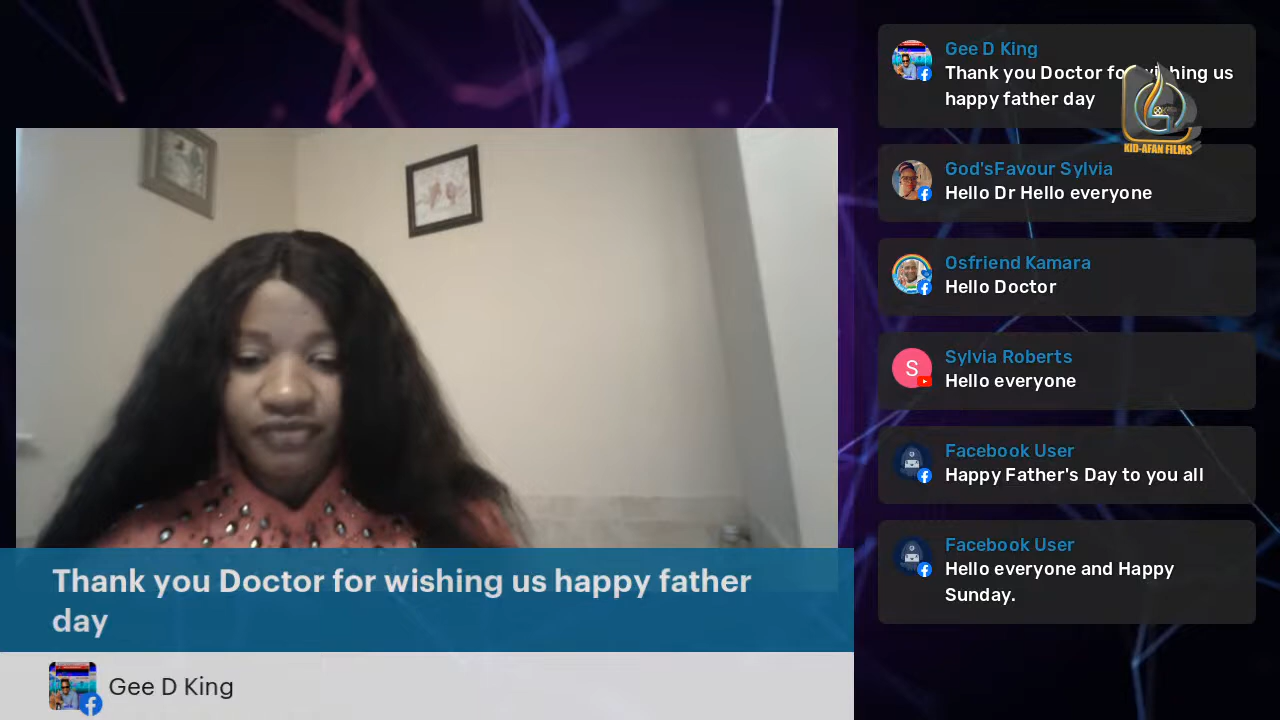 Gee D King
Thank you Doctor for wishing us
happy father day
KID-AFAN FILMS
God'sFavour Sylvia
Hello Dr Hello everyone
Osfriend Kamara
Hello Doctor
S
Sylvia Roberts
Hello everyone
Facebook User
Happy Father's Day to you all
Facebook User
Hello everyone and Happy
Sunday.
Thank you Doctor for wishing us happy father
day
Gee D King